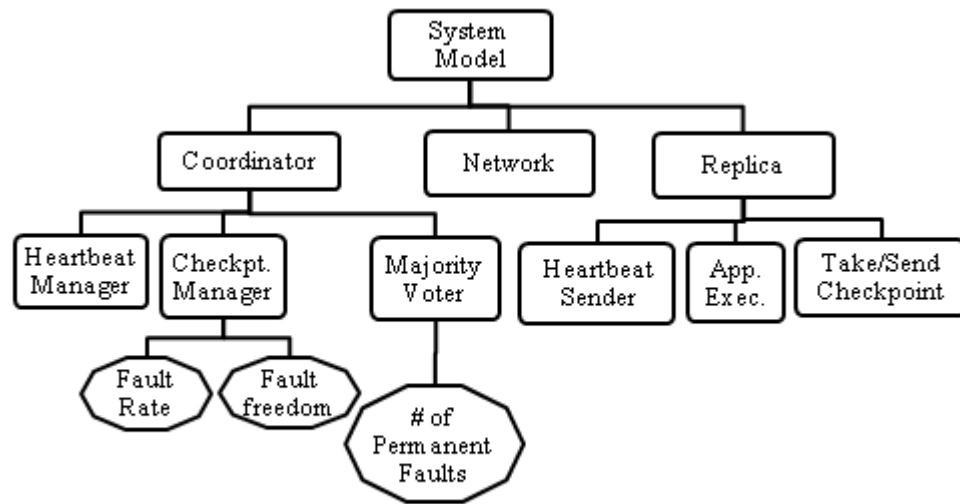 System
Model
Coordinator
Network
Replica
Heartbeat
Manager
Checkpt.
Manager
Majority
Voter
Heartbeat
Sender
App.
Exec.
Take/Send
Checkpoint
Fault
Rate
Fault
freedom
# of
Permanent
Faults